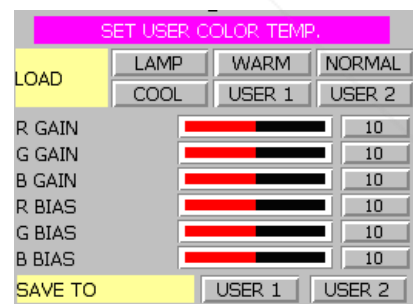 SET USER COLOR TEMP.
LOAD LAMP WARM NORMAL
COOL USER 1 USER 2
R GAIN 10
G GAIN 10
B GAIN 10
R BIAS 10
G BIAS 10
B BIAS 10
SAVE TO USER 1 USER 2